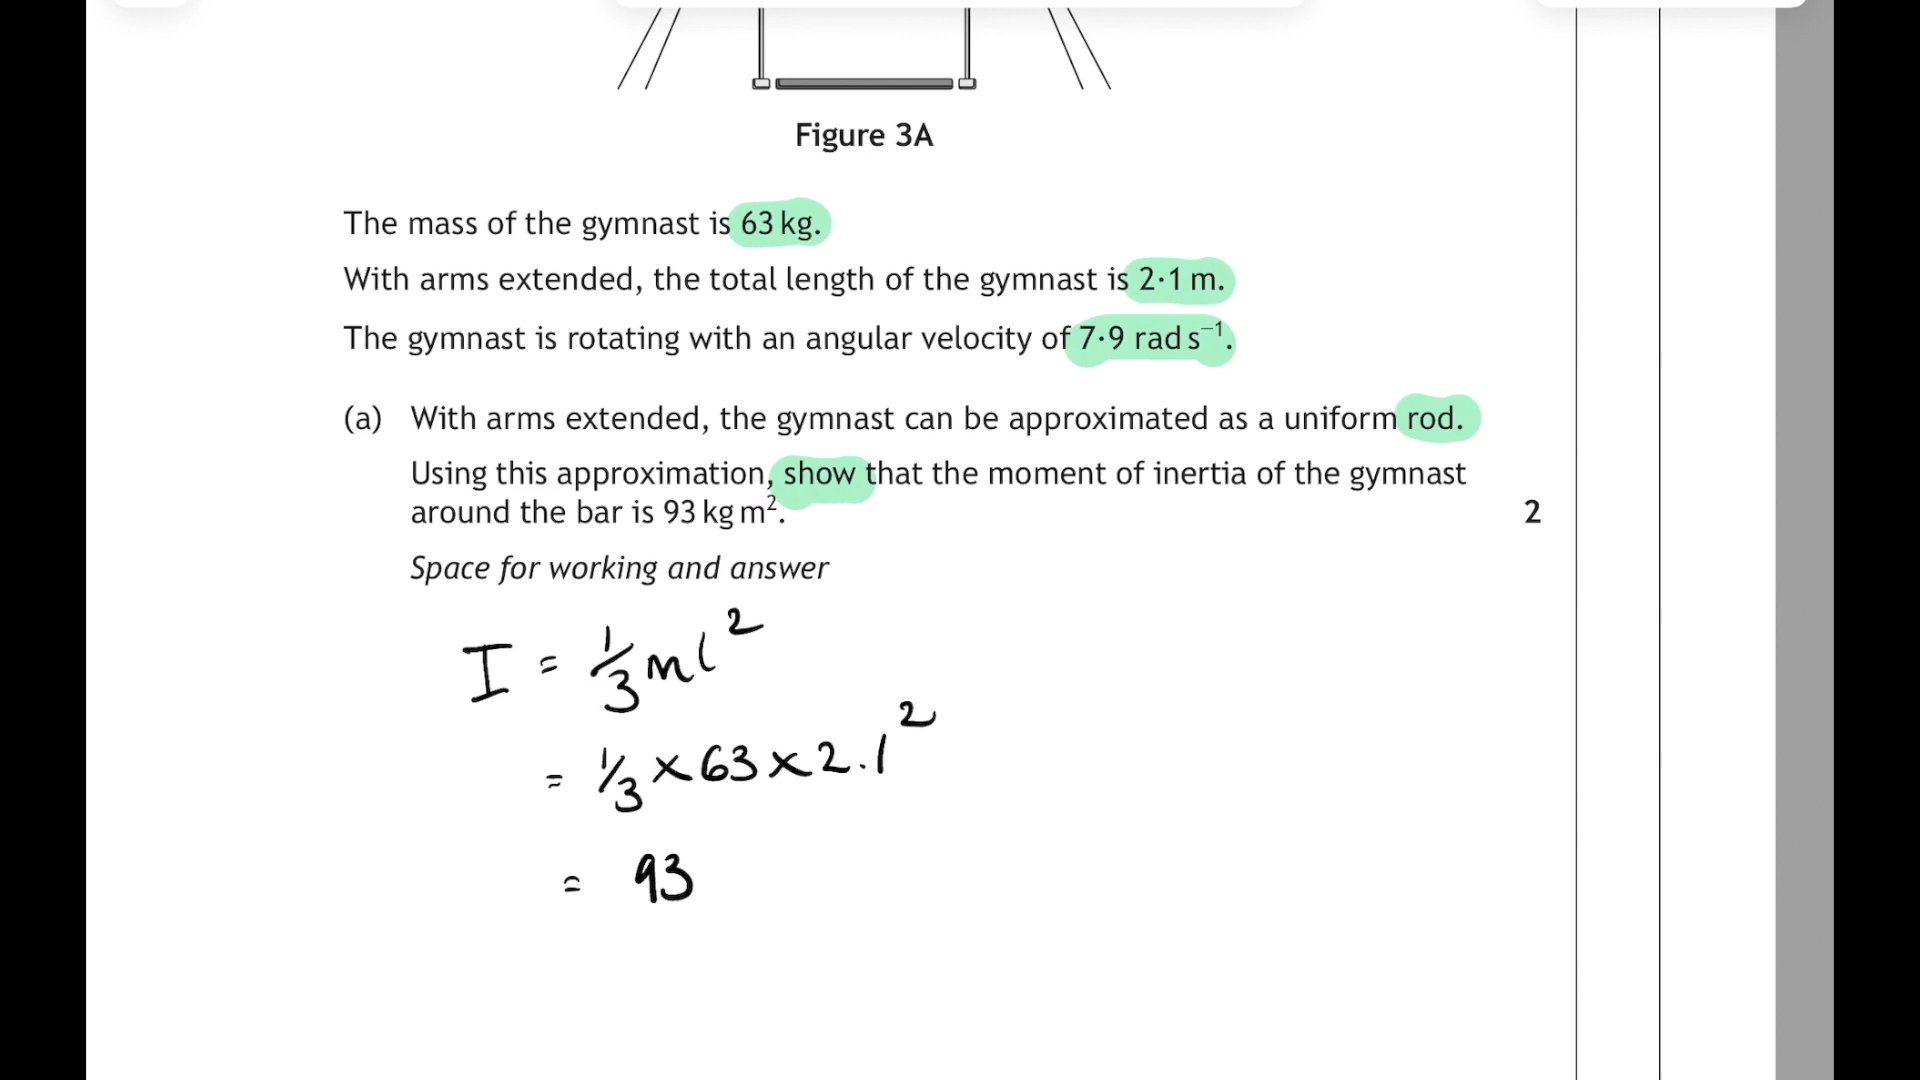 Figure 3A
The mass of the gymnast is 63 kg.
With arms extended, the total length of the gymnast is 2·1 m.
The gymnast is rotating with an angular velocity of 7·9 rad s⁻¹.
(a) With arms extended, the gymnast can be approximated as a uniform rod.
Using this approximation, show that the moment of inertia of the gymnast
around the bar is 93 kg m². 2
Space for working and answer
I = 1/3 ml²
= 1/3 × 63 × 2.1²
= 93